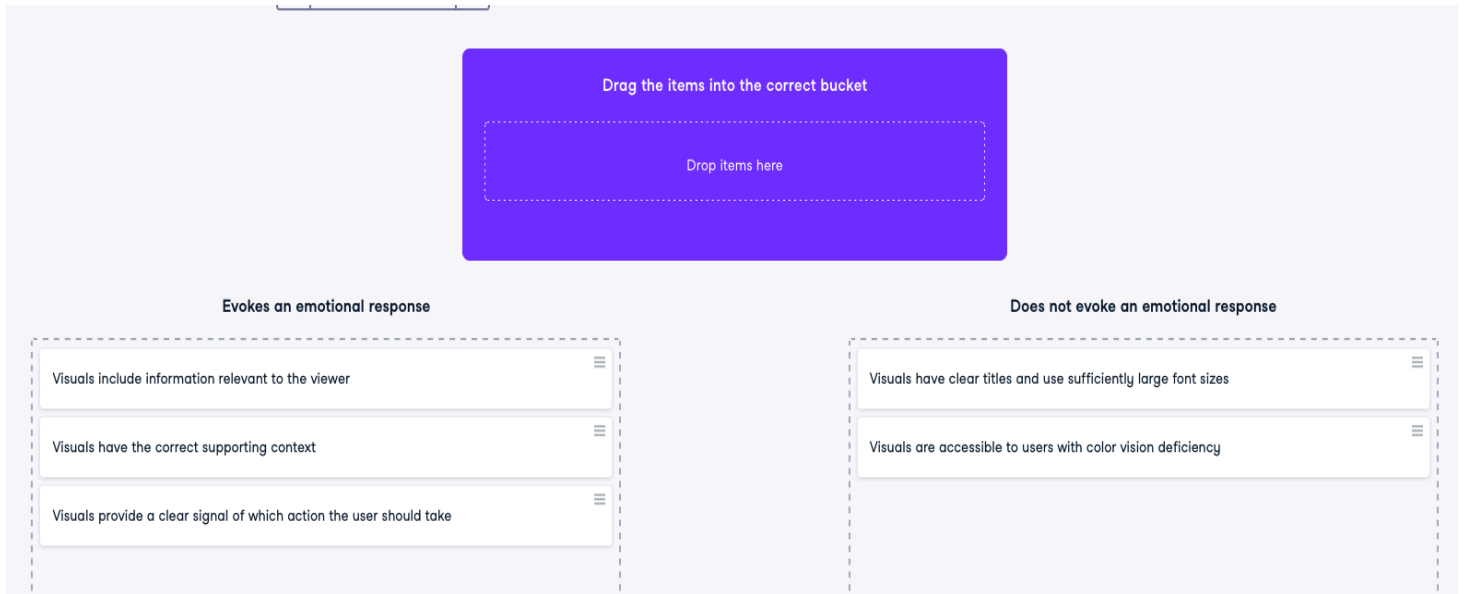 Drag the items into the correct bucket
Drop items here
Evokes an emotional response
Does not evoke an emotional response
Visuals include information relevant to the viewer
Visuals have clear titles and use sufficiently large font sizes
Visuals have the correct supporting context
Visuals are accessible to users with color vision deficiency
Visuals provide a clear signal of which action the user should take